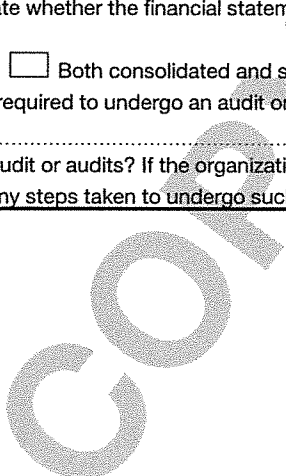 ate whether the financial statem
☐ Both consolidated and s
required to undergo an audit or
udit or audits? If the organizati
ny steps taken to undergo suc
COP